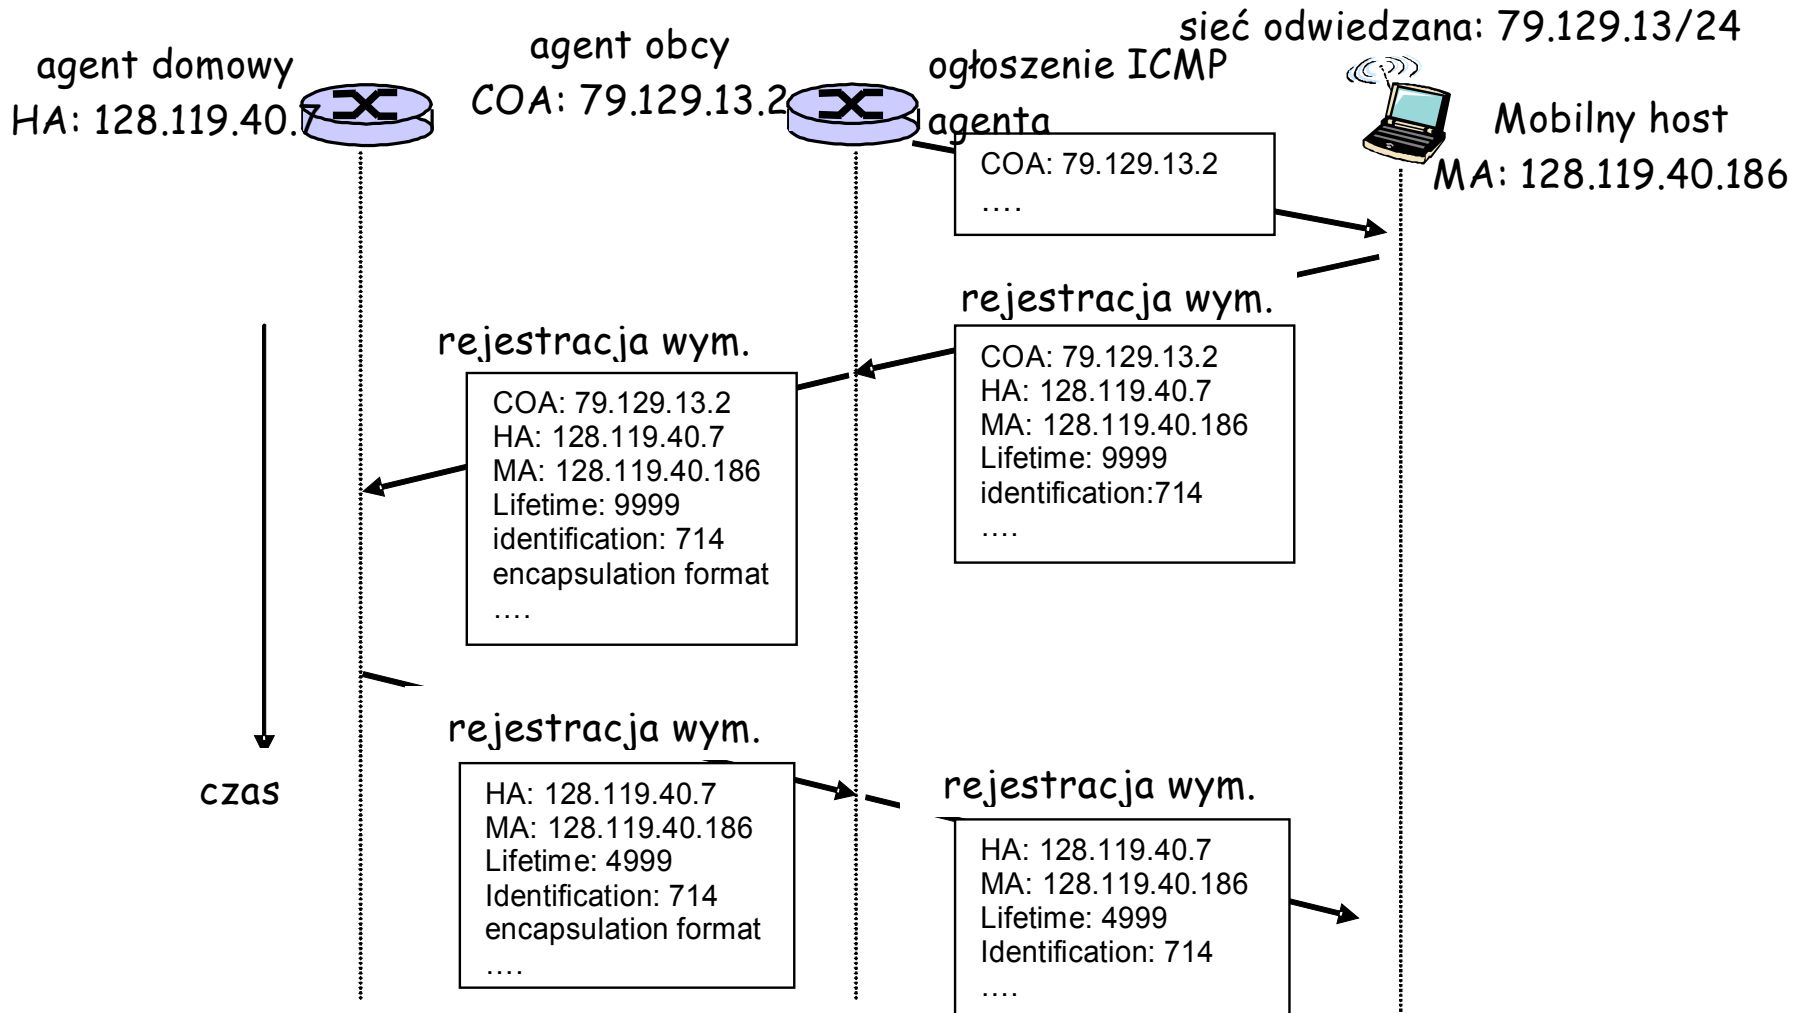 sieć odwiedzana: 79.129.13/24
agent domowy
HA: 128.119.40.7
agent obcy
COA: 79.129.13.2
ogłoszenie ICMP
agenta
Mobilny host
MA: 128.119.40.186
COA: 79.129.13.2
....
rejestracja wym.
COA: 79.129.13.2
HA: 128.119.40.7
MA: 128.119.40.186
Lifetime: 9999
identification:714
....
rejestracja wym.
COA: 79.129.13.2
HA: 128.119.40.7
MA: 128.119.40.186
Lifetime: 9999
identification: 714
encapsulation format
....
czas
rejestracja wym.
HA: 128.119.40.7
MA: 128.119.40.186
Lifetime: 4999
Identification: 714
encapsulation format
....
rejestracja wym.
HA: 128.119.40.7
MA: 128.119.40.186
Lifetime: 4999
Identification: 714
....